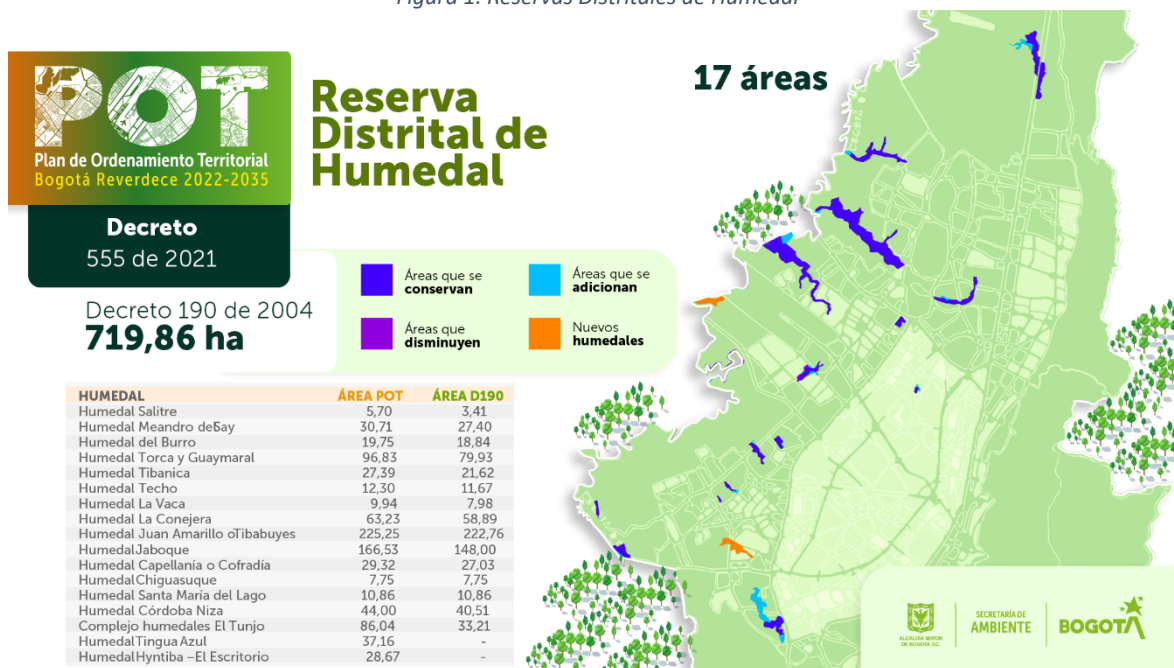 Figura 1. Reservas Distritales de Humedal
POT
Plan de Ordenamiento Territorial
Bogotá Reverdece 2022-2035
Decreto
555 de 2021
Reserva
Distrital de
Humedal
17 áreas
Decreto 190 de 2004
719,86 ha
Áreas que se
conservan
Áreas que se
adicionan
Áreas que
disminuyen
Nuevos
humedales
HUMEDAL ÁREA POT ÁREA D190
Humedal Salitre 5,70 3,41
Humedal Meandro del Say 30,71 27,40
Humedal del Burro 19,75 18,84
Humedal Torca y Guaymaral 96,83 79,93
Humedal Tibanica 27,39 21,62
Humedal Techo 12,30 11,67
Humedal La Vaca 9,94 7,98
Humedal La Conejera 63,23 58,89
Humedal Juan Amarillo oTibabuyes 225,25 222,76
HumedalJaboque 166,53 148,00
Humedal Capellanía o Cofradía 29,32 27,03
HumedalChiguasuque 7,75 7,75
Humedal Santa María del Lago 10,86 10,86
Humedal Córdoba Niza 44,00 40,51
Complejo humedales El Tunjo 86,04 33,21
HumedalTingua Azul 37,16 -
HumedalHyntiba –El Escritorio 28,67 -
ALCALDÍA MAYOR
DE BOGOTÁ D.C.
SECRETARÍA DE
AMBIENTE
BOGOTÁ